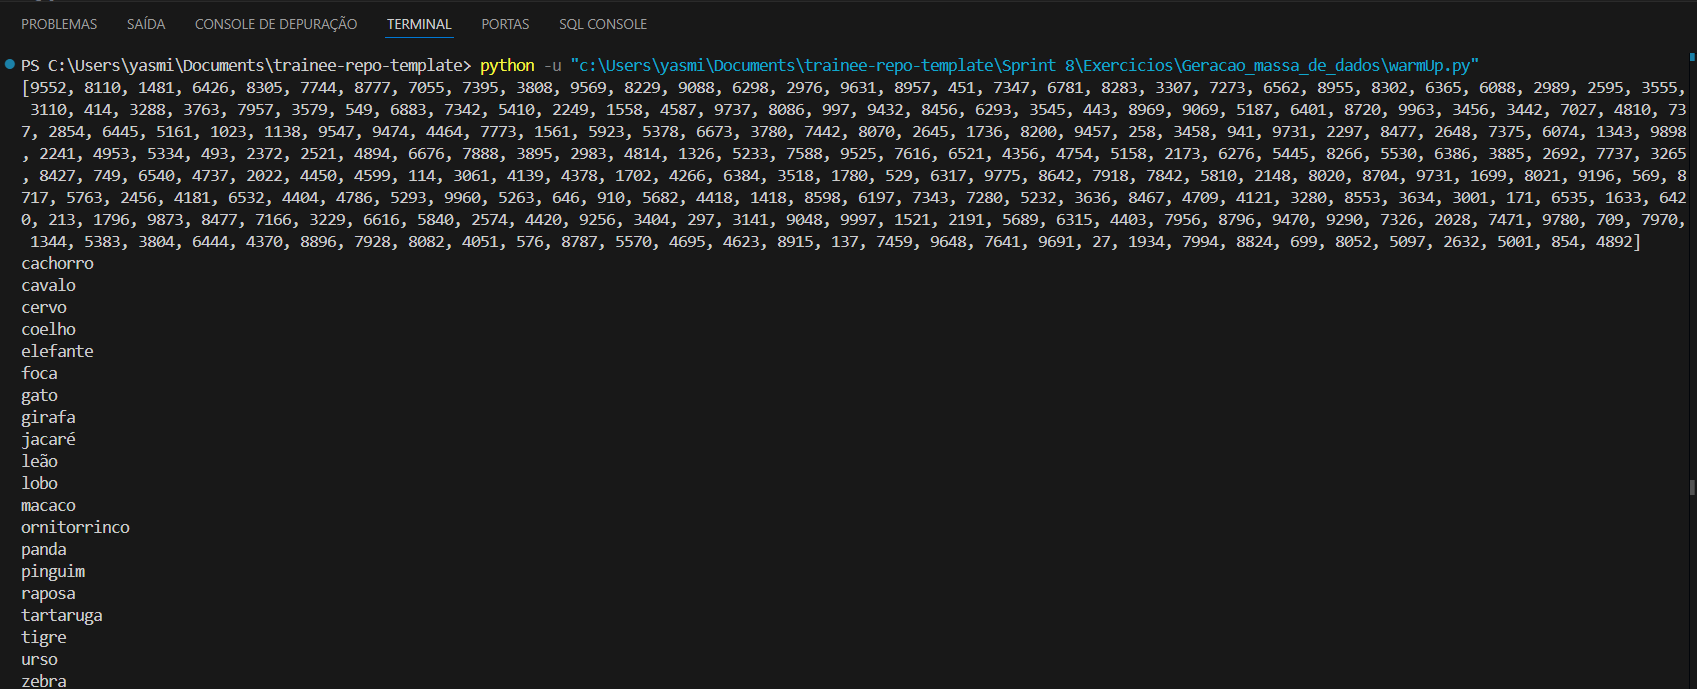 PROBLEMAS SAÍDA CONSOLE DE DEPURAÇÃO TERMINAL PORTAS SQL CONSOLE
PS C:\Users\yasmi\Documents\trainee-repo-template> python -u "c:\Users\yasmi\Documents\trainee-repo-template\Sprint 8\Exercicios\Geracao_massa_de_dados\warmUp.py"
[9552, 8110, 1481, 6426, 8305, 7744, 8777, 7055, 7395, 3808, 9569, 8229, 9088, 6298, 2976, 9631, 8957, 451, 7347, 6781, 8283, 3307, 7273, 6562, 8955, 8302, 6365, 6088, 2989, 2595, 3555,
3110, 414, 3288, 3763, 7957, 3579, 549, 6883, 7342, 5410, 2249, 1558, 4587, 9737, 8086, 997, 9432, 8456, 6293, 3545, 443, 8969, 9069, 5187, 6401, 8720, 9963, 3456, 3442, 7027, 4810, 73
7, 2854, 6445, 5161, 1023, 1138, 9547, 9474, 4464, 7773, 1561, 5923, 5378, 6673, 3780, 7442, 8070, 2645, 1736, 8200, 9457, 258, 3458, 941, 9731, 2297, 8477, 2648, 7375, 6074, 1343, 9898
, 2241, 4953, 5334, 493, 2372, 2521, 4894, 6676, 7888, 3895, 2983, 4814, 1326, 5233, 7588, 9525, 7616, 6521, 4356, 4754, 5158, 2173, 6276, 5445, 8266, 5530, 6386, 3885, 2692, 7737, 3265
, 8427, 749, 6540, 4737, 2022, 4450, 4599, 114, 3061, 4139, 4378, 1702, 4266, 6384, 3518, 1780, 529, 6317, 9775, 8642, 7918, 7842, 5810, 2148, 8020, 8704, 9731, 1699, 8021, 9196, 569, 8
717, 5763, 2456, 4181, 6532, 4404, 4786, 5293, 9960, 5263, 646, 910, 5682, 4418, 1418, 8598, 6197, 7343, 7280, 5232, 3636, 8467, 4709, 4121, 3280, 8553, 3634, 3001, 171, 6535, 1633, 642
0, 213, 1796, 9873, 8477, 7166, 3229, 6616, 5840, 2574, 4420, 9256, 3404, 297, 3141, 9048, 9997, 1521, 2191, 5689, 6315, 4403, 7956, 8796, 9470, 9290, 7326, 2028, 7471, 9780, 709, 7970,
1344, 5383, 3804, 6444, 4370, 8896, 7928, 8082, 4051, 576, 8787, 5570, 4695, 4623, 8915, 137, 7459, 9648, 7641, 9691, 27, 1934, 7994, 8824, 699, 8052, 5097, 2632, 5001, 854, 4892]
cachorro
cavalo
cervo
coelho
elefante
foca
gato
girafa
jacaré
leão
lobo
macaco
ornitorrinco
panda
pinguim
raposa
tartaruga
tigre
urso
zebra